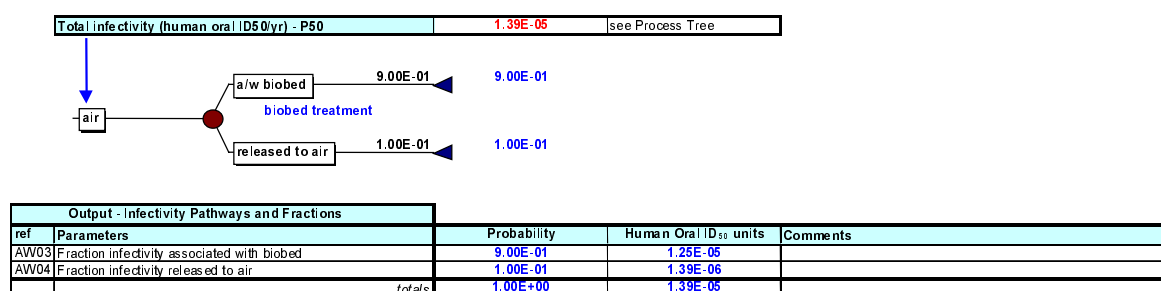 Total infectivity (human oral ID50/yr) - P50 1.39E-05 see Process Tree
9.00E-01 9.00E-01
a/w biobed
biobed treatment
air
1.00E-01 1.00E-01
released to air
Output - Infectivity Pathways and Fractions
ref Parameters Probability Human Oral ID50 units Comments
AW03 Fraction infectivity associated with biobed 9.00E-01 1.25E-05
AW04 Fraction infectivity released to air 1.00E-01 1.39E-06
totals 1.00E+00 1.39E-05